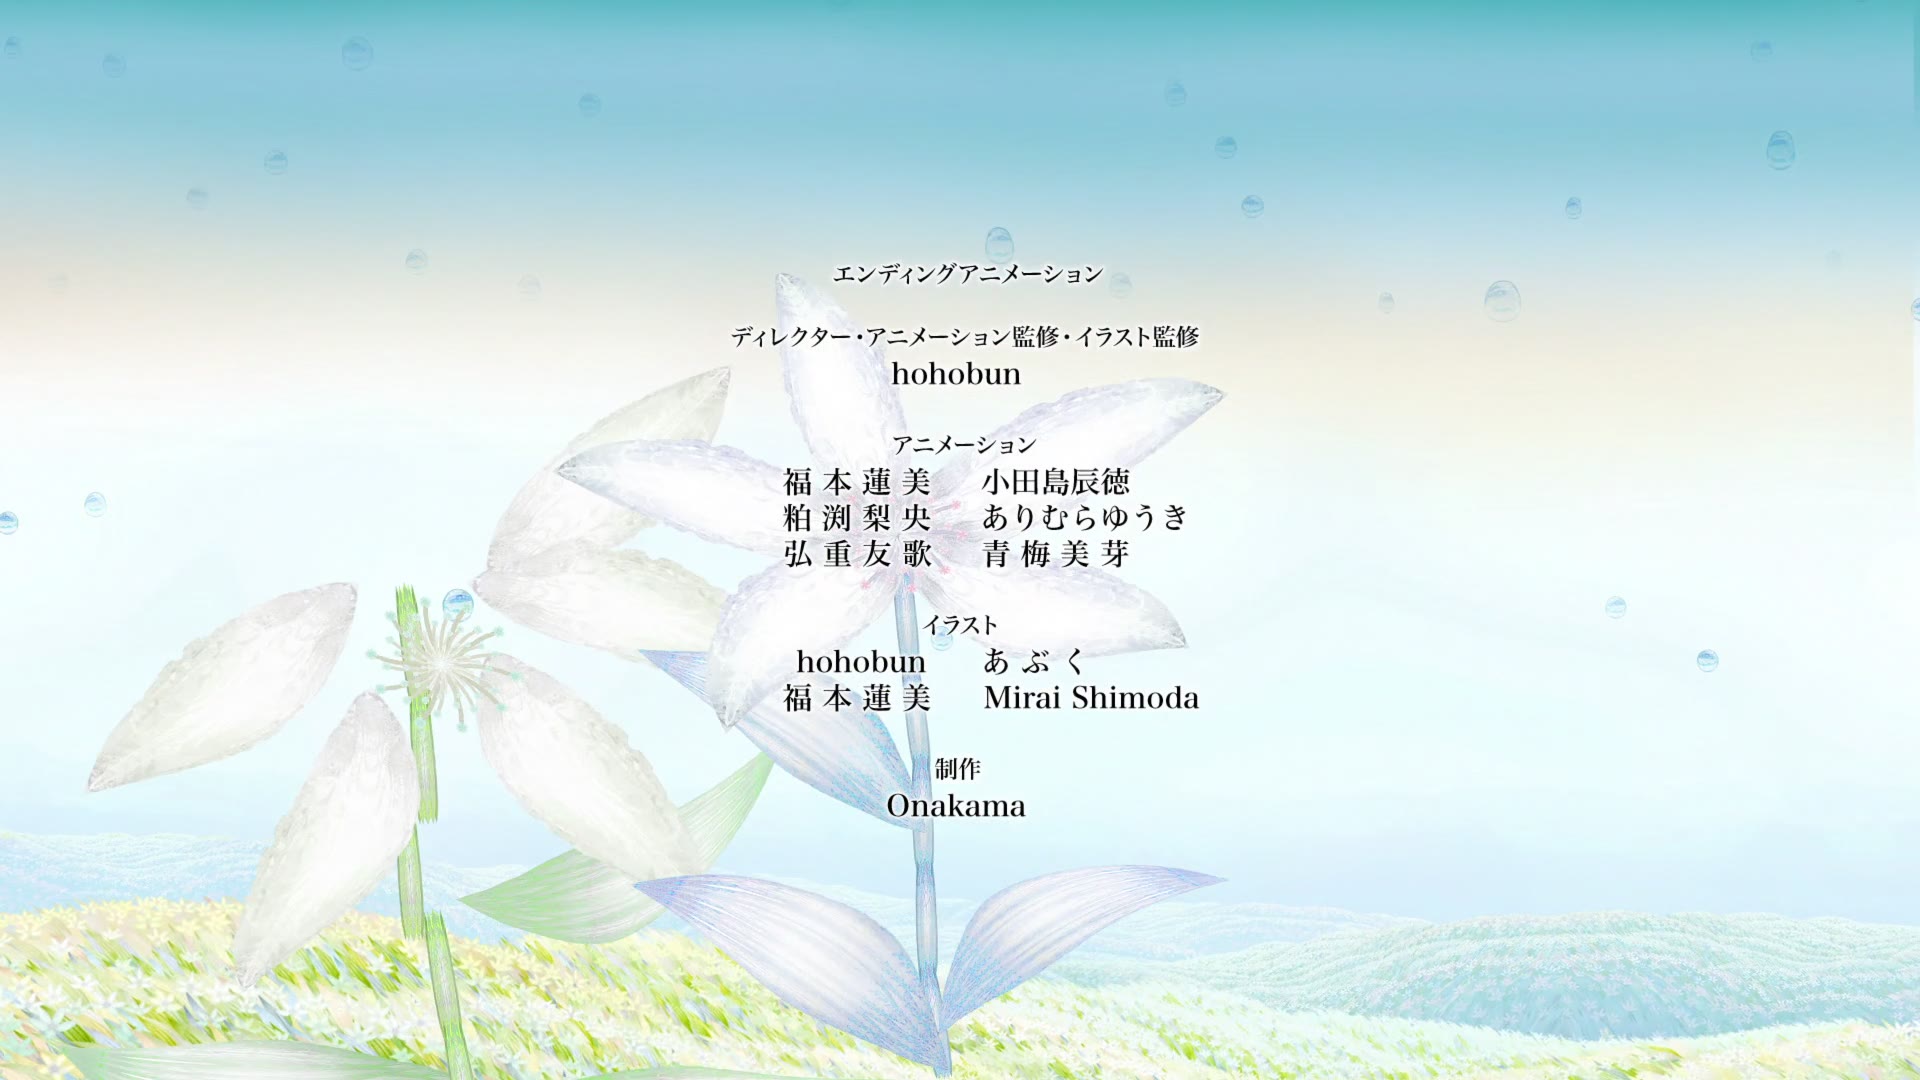 エンディングアニメーション
ディレクター・アニメーション監修・イラスト監修
hohobun
アニメーション
福本蓮美　小田島辰徳
粕渕梨央　ありむらゆうき
弘重友歌　青梅美芽
イラスト
hohobun　あぶく
福本蓮美　Mirai Shimoda
制作
Onakama